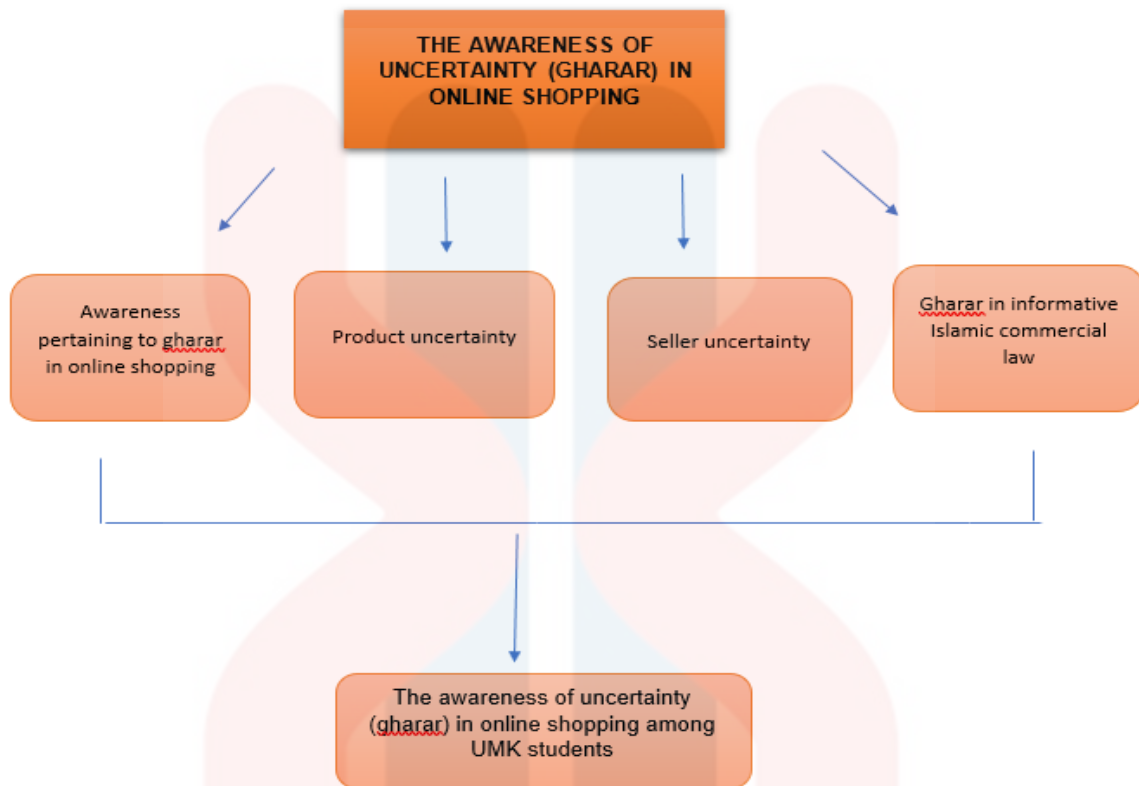 THE AWARENESS OF
UNCERTAINTY (GHARAR) IN
ONLINE SHOPPING
Awareness
pertaining to gharar
in online shopping
Product uncertainty
Seller uncertainty
Gharar in informative
Islamic commercial
law
The awareness of uncertainty
(gharar) in online shopping among
UMK students